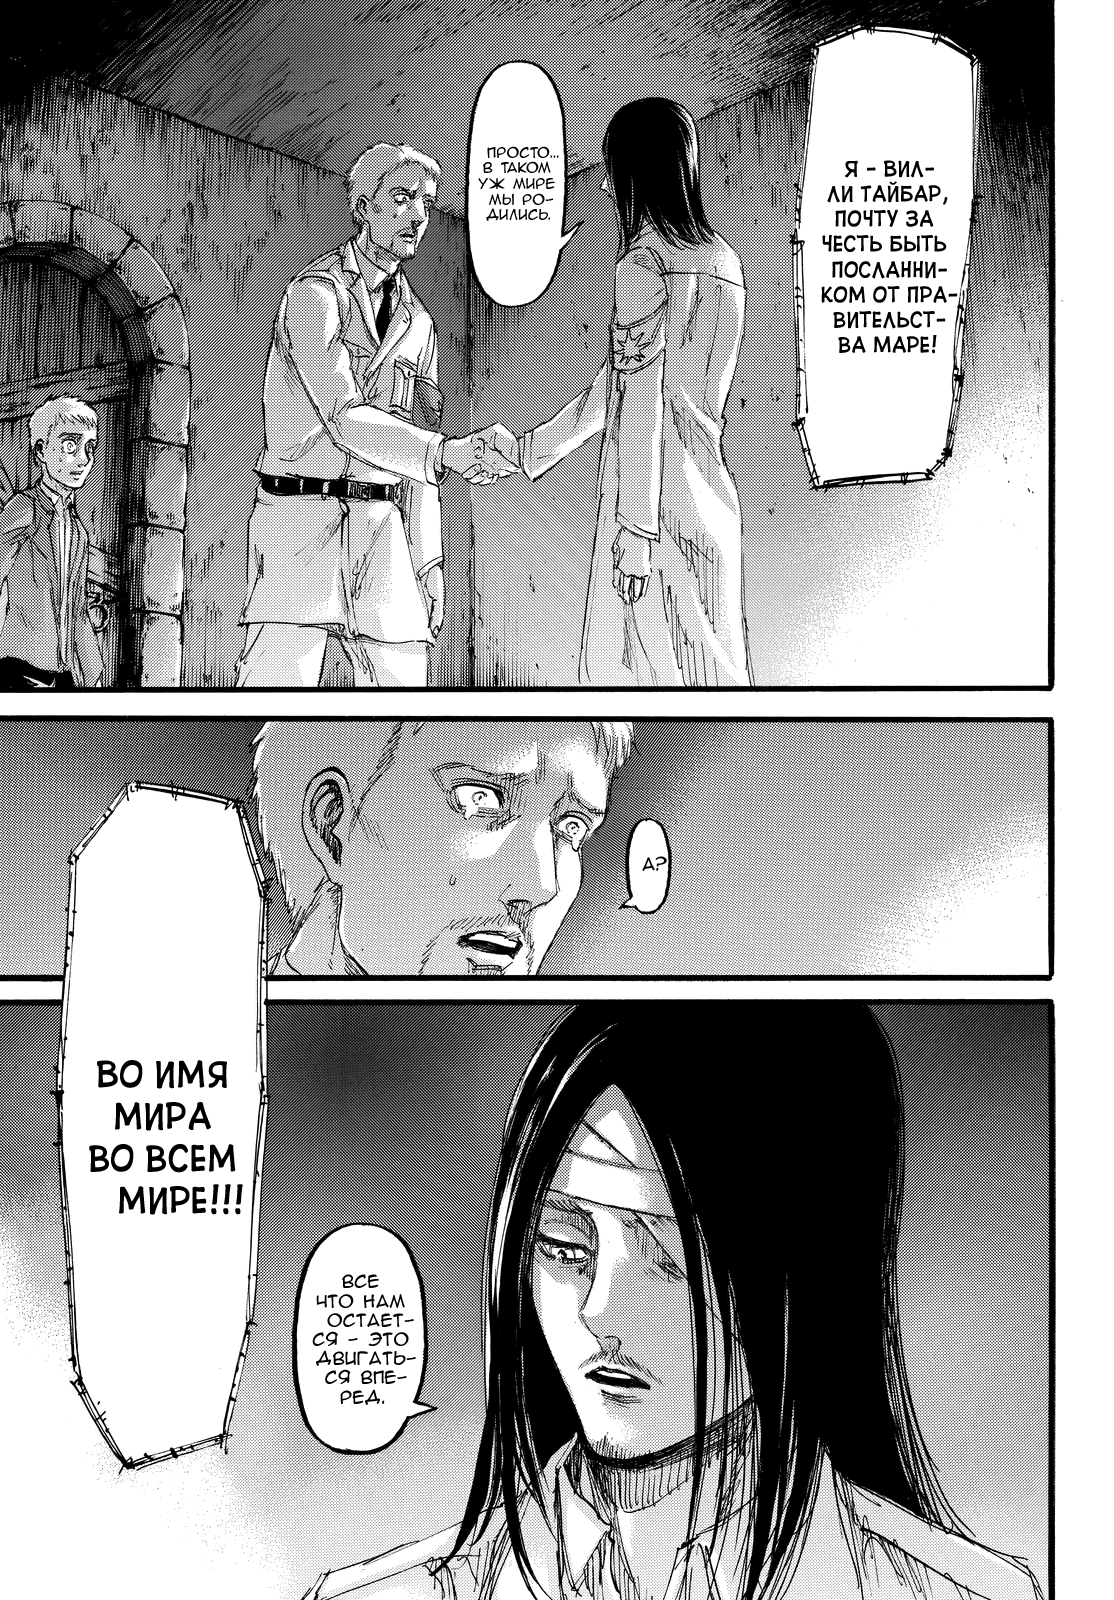 Я - ВИЛ-
ЛИ ТАЙБАР,
ПОЧТУ ЗА
ЧЕСТЬ БЫТЬ
ПОСЛАННИ-
КОМ ОТ ПРА-
ВИТЕЛЬСТ-
ВА МАРЕ!
ПРОСТО...
В ТАКОМ
УЖ МИРЕ
МЫ РО-
ДИЛИСЬ.
А?
ВО ИМЯ
МИРА
ВО ВСЕМ
МИРЕ!!!
ВСЕ
ЧТО НАМ
ОСТАЕТ-
СЯ - ЭТО
ДВИГАТЬ-
СЯ ВПЕ-
РЕД.